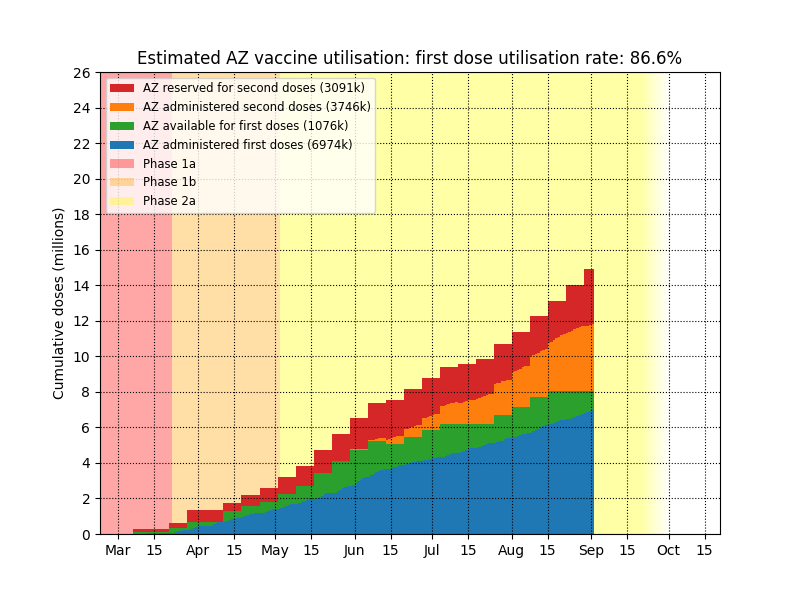 Estimated AZ vaccine utilisation: first dose utilisation rate: 86.6%
26
24
22
20
18
16
14
12
10
8
6
4
2
0
Cumulative doses (millions)
AZ reserved for second doses (3091k)
AZ administered second doses (3746k)
AZ available for first doses (1076k)
AZ administered first doses (6974k)
Phase 1a
Phase 1b
Phase 2a
Mar 15 Apr 15 May 15 Jun 15 Jul 15 Aug 15 Sep 15 Oct 15